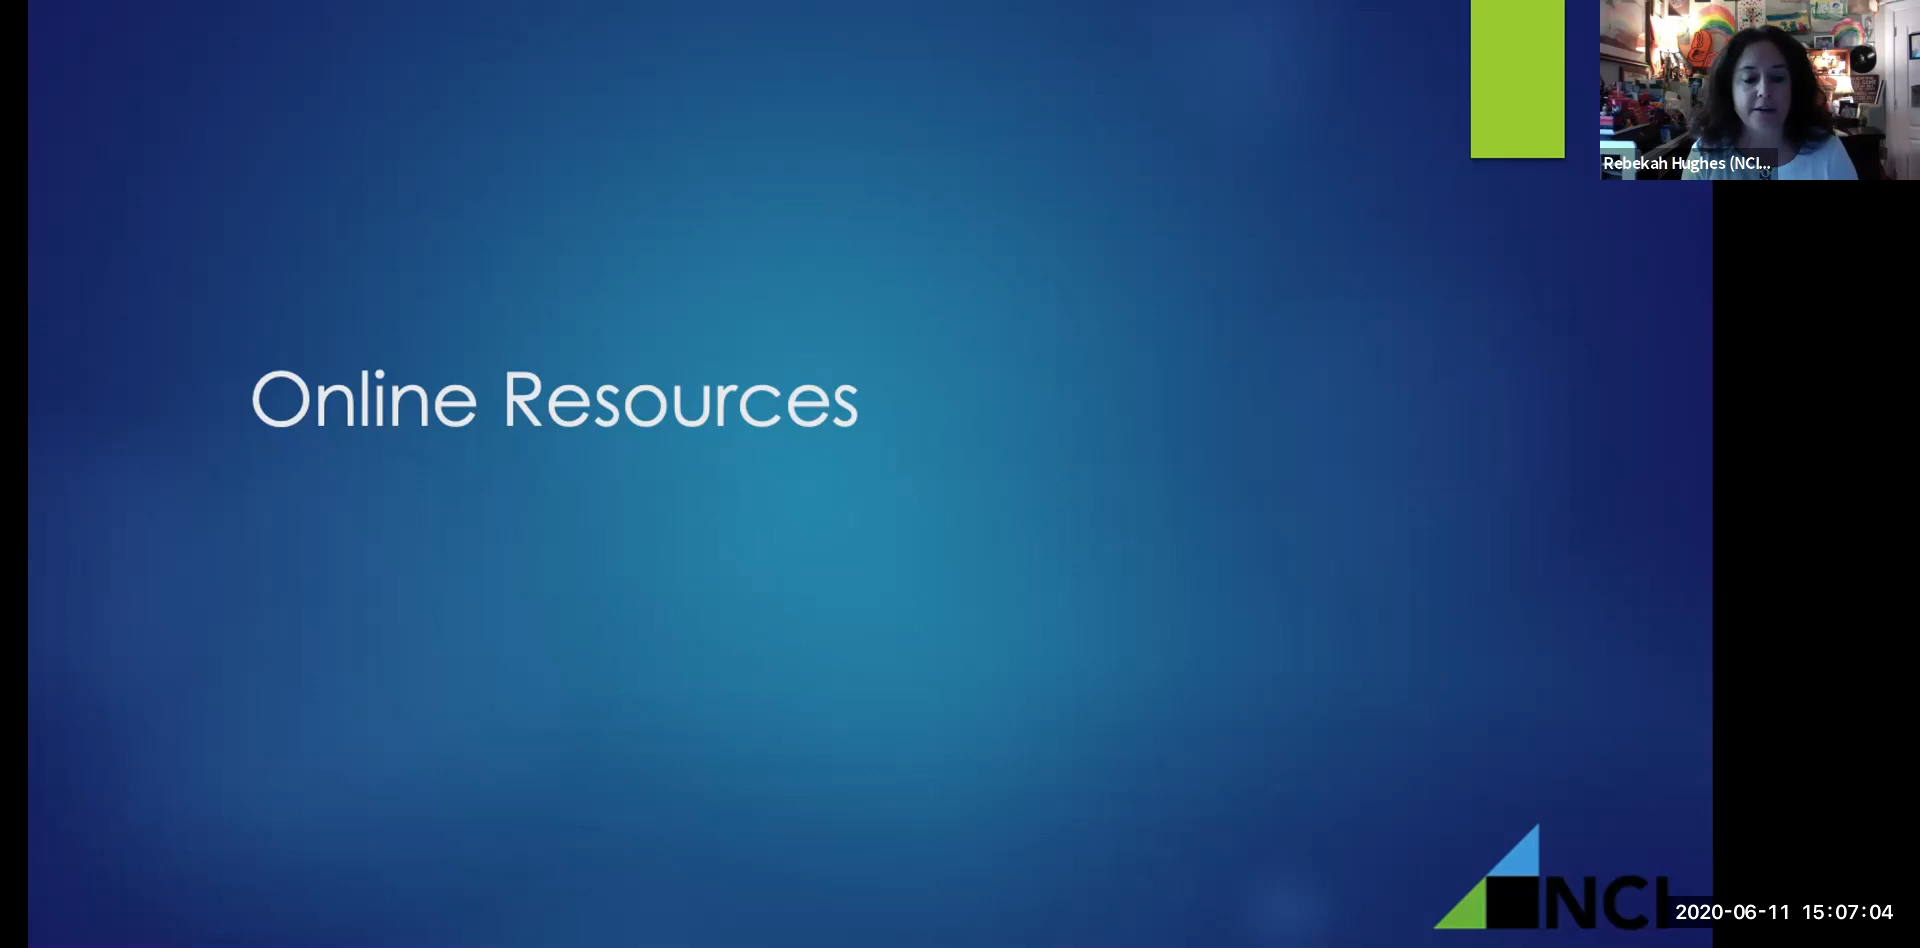 Rebekah Hughes (NCI...
Online Resources
NCI
2020-06-11 15:07:04